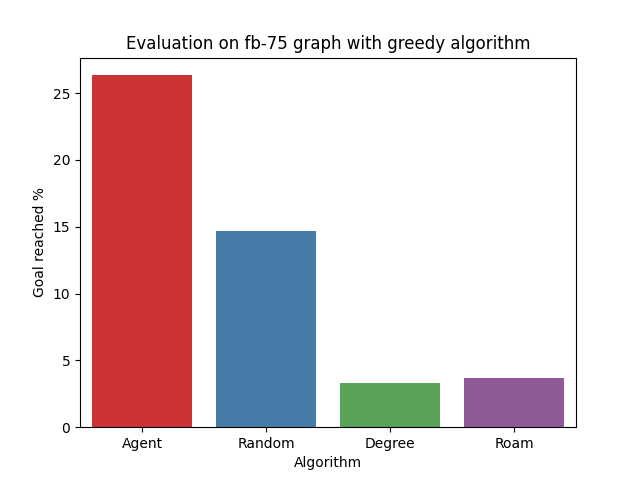 Evaluation on fb-75 graph with greedy algorithm
Goal reached %
25
20
15
10
5
0
Agent
Random
Degree
Roam
Algorithm